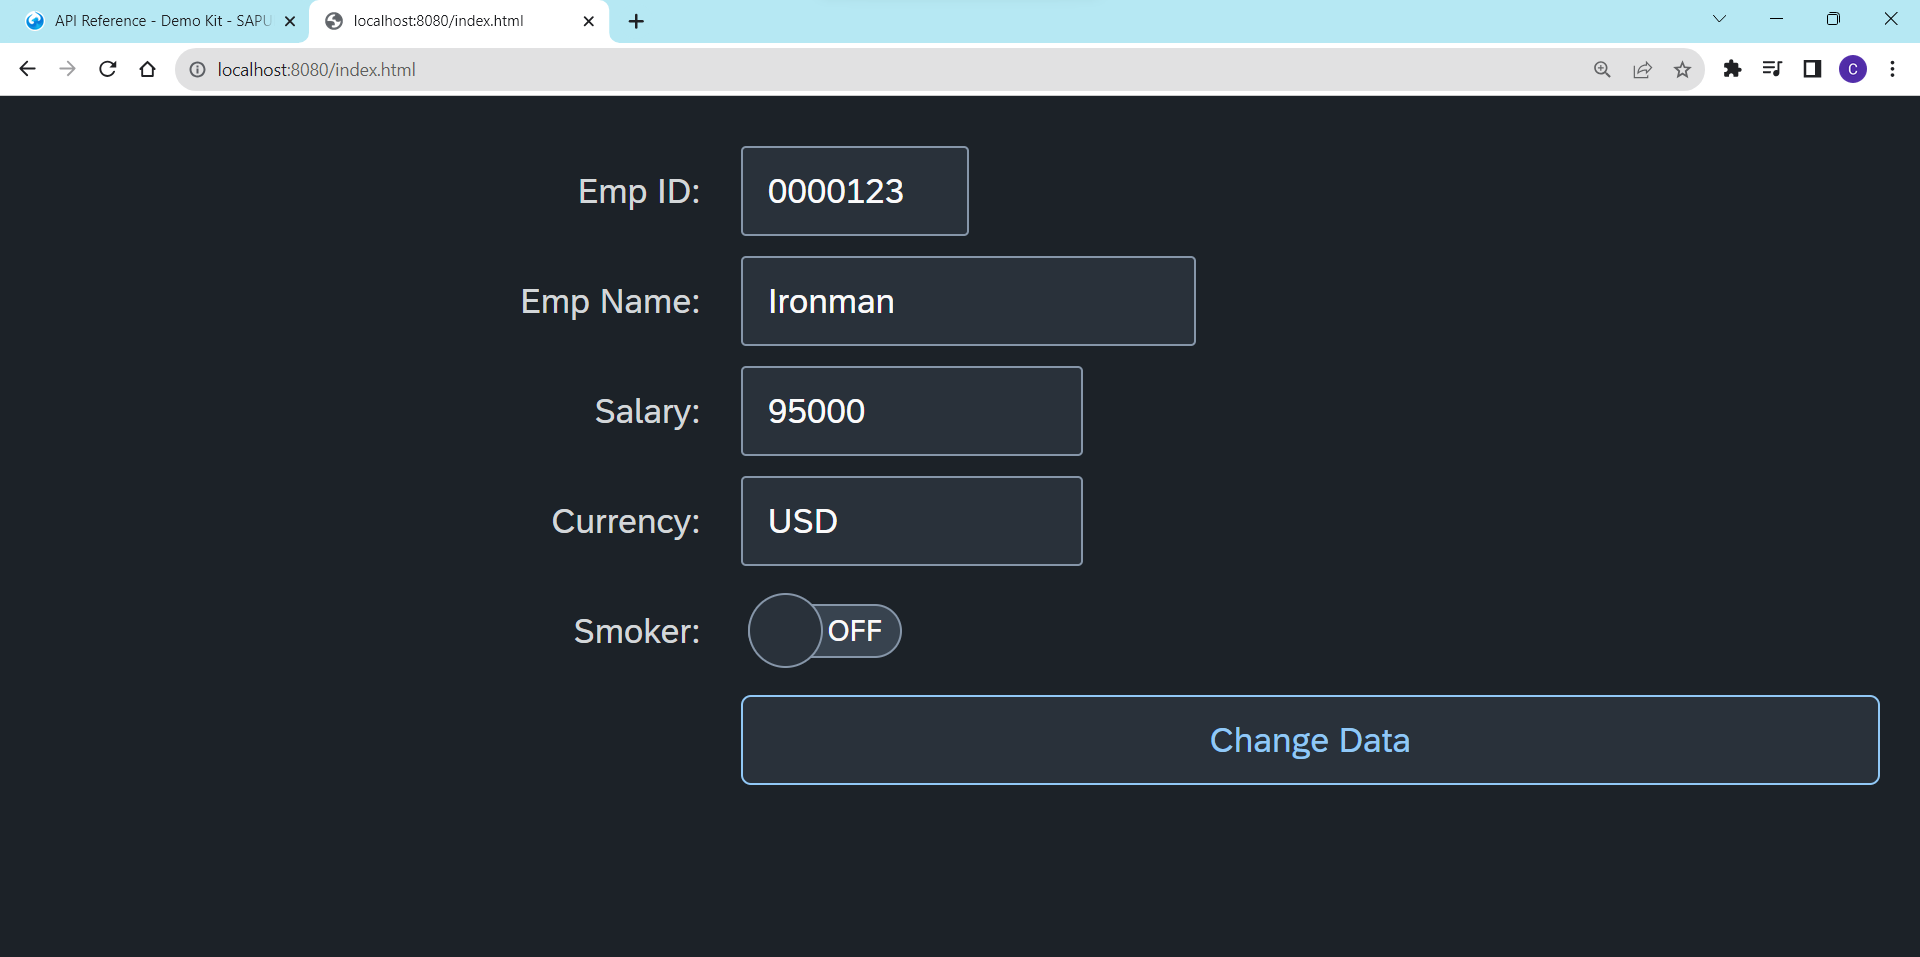 API Reference - Demo Kit - SAPU
localhost:8080/index.html
localhost:8080/index.html
C
Emp ID: 0000123
Emp Name: Ironman
Salary: 95000
Currency: USD
Smoker: OFF
Change Data